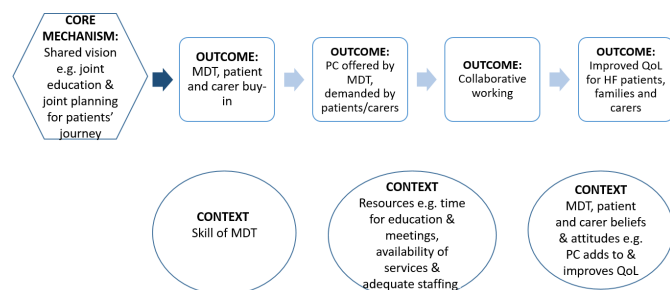 CORE
MECHANISM:
Shared vision
e.g. joint
education &
joint planning
for patients'
journey
OUTCOME:
MDT, patient
and carer buy-
in
OUTCOME:
PC offered by
MDT,
demanded by
patients/carers
OUTCOME:
Collaborative
working
OUTCOME:
Improved QoL
for HF patients,
families and
carers
CONTEXT
Skill of MDT
CONTEXT
Resources e.g. time
for education &
meetings,
availability of
services &
adequate staffing
CONTEXT
MDT, patient
and carer beliefs
& attitudes e.g.
PC adds to &
improves QoL